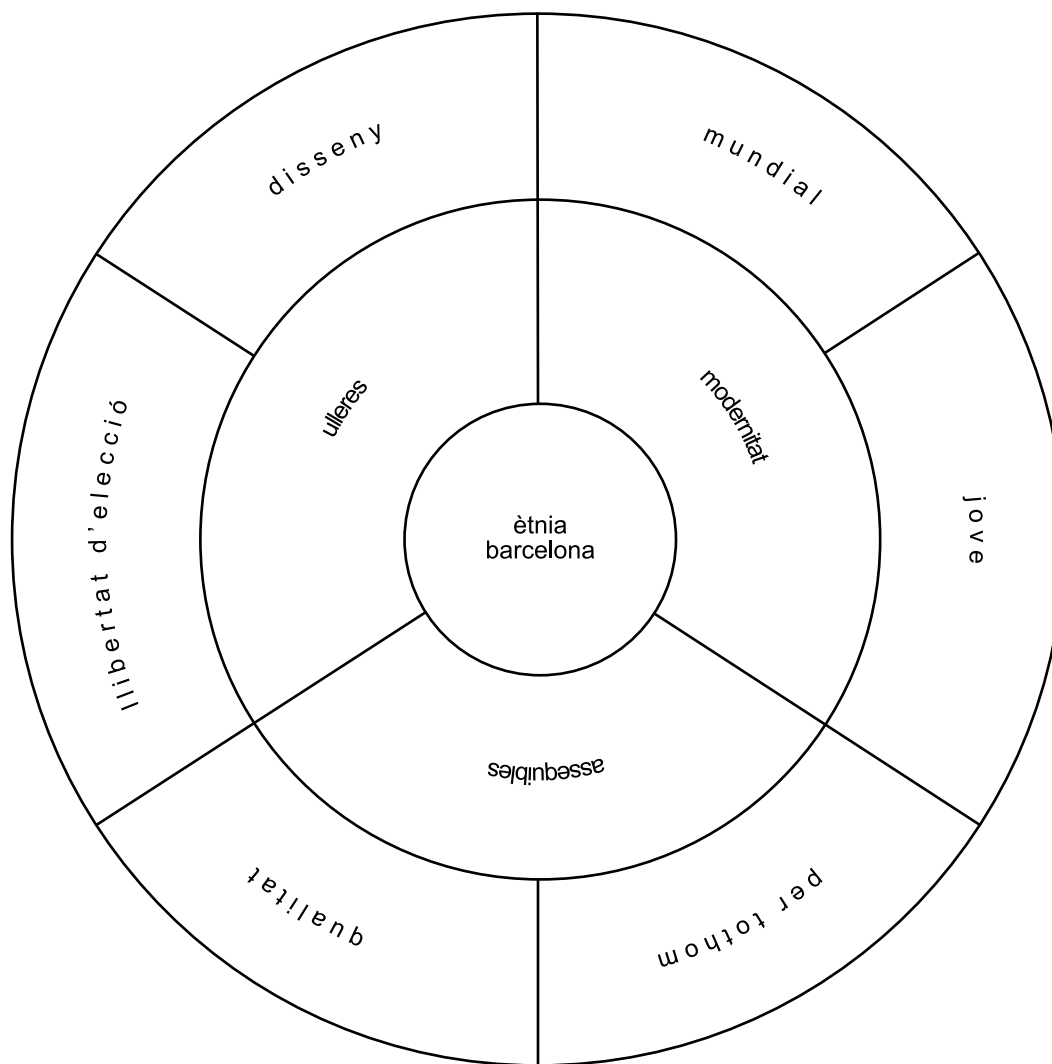 disseny
mundial
ulleres
modernitat
llibertat d'elecció
jove
ètnia
barcelona
assequibles
qualitat
per tothom